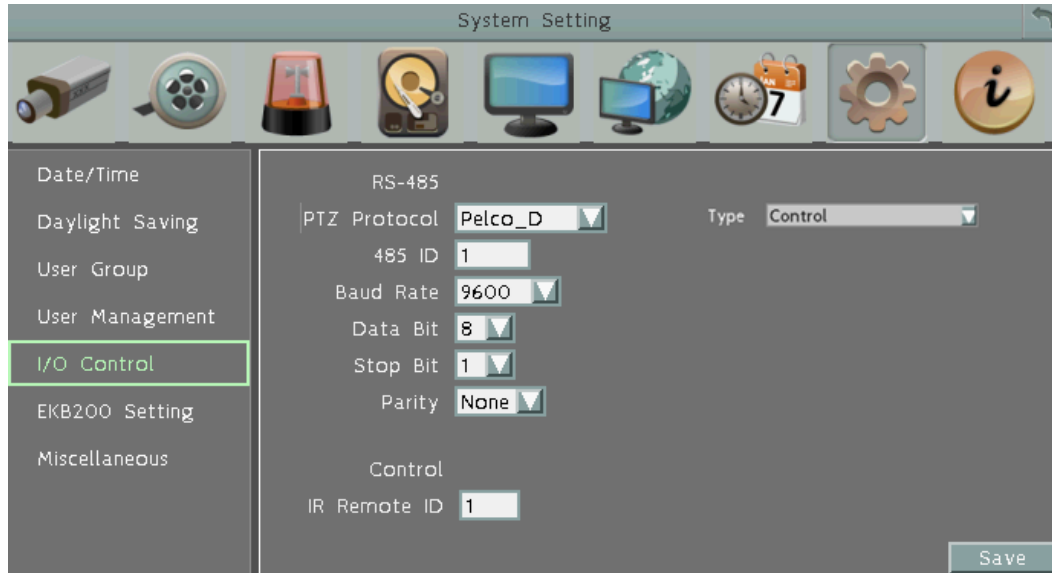 System Setting
JAN
7
i
Date/Time
Daylight Saving
User Group
User Management
I/O Control
EKB200 Setting
Miscellaneous
RS-485
PTZ Protocol Pelco_D Type Control
485 ID 1
Baud Rate 9600
Data Bit 8
Stop Bit 1
Parity None
Control
IR Remote ID 1
Save